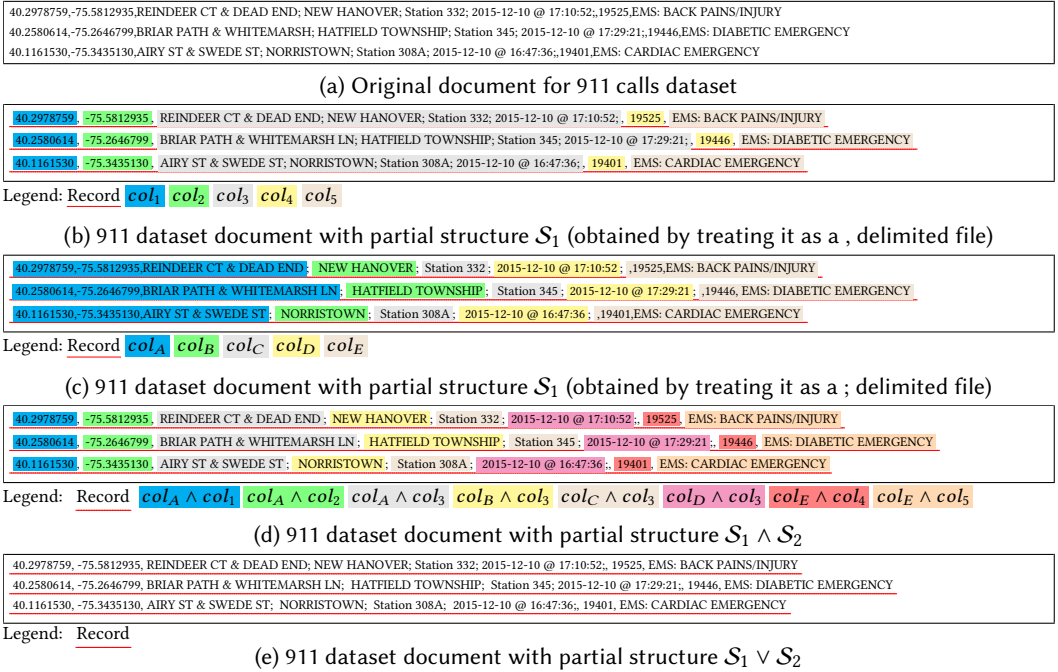 40.2978759,-75.5812935,REINDEER CT & DEAD END; NEW HANOVER; Station 332; 2015-12-10 @ 17:10:52;,19525,EMS: BACK PAINS/INJURY
40.2580614,-75.2646799,BRIAR PATH & WHITEMARSH; HATFIELD TOWNSHIP; Station 345; 2015-12-10 @ 17:29:21;,19446,EMS: DIABETIC EMERGENCY
40.1161530,-75.3435130,AIRY ST & SWEDE ST; NORRISTOWN; Station 308A; 2015-12-10 @ 16:47:36;,19401,EMS: CARDIAC EMERGENCY
(a) Original document for 911 calls dataset
40.2978759, -75.5812935, REINDEER CT & DEAD END; NEW HANOVER; Station 332; 2015-12-10 @ 17:10:52; , 19525, EMS: BACK PAINS/INJURY
40.2580614, -75.2646799, BRIAR PATH & WHITEMARSH LN; HATFIELD TOWNSHIP; Station 345; 2015-12-10 @ 17:29:21; , 19446, EMS: DIABETIC EMERGENCY
40.1161530, -75.3435130, AIRY ST & SWEDE ST; NORRISTOWN; Station 308A; 2015-12-10 @ 16:47:36; , 19401, EMS: CARDIAC EMERGENCY
Legend: Record col₁ col₂ col₃ col₄ col₅
(b) 911 dataset document with partial structure 𝒮₁ (obtained by treating it as a , delimited file)
40.2978759,-75.5812935,REINDEER CT & DEAD END ; NEW HANOVER ; Station 332 ; 2015-12-10 @ 17:10:52 ; ,19525,EMS: BACK PAINS/INJURY
40.2580614,-75.2646799,BRIAR PATH & WHITEMARSH LN; HATFIELD TOWNSHIP ; Station 345 ; 2015-12-10 @ 17:29:21 ; ,19446, EMS: DIABETIC EMERGENCY
40.1161530,-75.3435130,AIRY ST & SWEDE ST ; NORRISTOWN ; Station 308A ; 2015-12-10 @ 16:47:36 ; ,19401,EMS: CARDIAC EMERGENCY
Legend: Record col_A col_B col_C col_D col_E
(c) 911 dataset document with partial structure 𝒮₁ (obtained by treating it as a ; delimited file)
40.2978759, -75.5812935, REINDEER CT & DEAD END ; NEW HANOVER ; Station 332 ; 2015-12-10 @ 17:10:52 ;, 19525, EMS: BACK PAINS/INJURY
40.2580614, -75.2646799, BRIAR PATH & WHITEMARSH LN ; HATFIELD TOWNSHIP ; Station 345 ; 2015-12-10 @ 17:29:21 ;, 19446, EMS: DIABETIC EMERGENCY
40.1161530, -75.3435130, AIRY ST & SWEDE ST ; NORRISTOWN ; Station 308A ; 2015-12-10 @ 16:47:36 ;, 19401, EMS: CARDIAC EMERGENCY
Legend: Record col_A ∧ col₁ col_A ∧ col₂ col_A ∧ col₃ col_B ∧ col₃ col_C ∧ col₃ col_D ∧ col₃ col_E ∧ col₄ col_E ∧ col₅
(d) 911 dataset document with partial structure 𝒮₁ ∧ 𝒮₂
40.2978759, -75.5812935, REINDEER CT & DEAD END; NEW HANOVER; Station 332; 2015-12-10 @ 17:10:52;, 19525, EMS: BACK PAINS/INJURY
40.2580614, -75.2646799, BRIAR PATH & WHITEMARSH LN; HATFIELD TOWNSHIP; Station 345; 2015-12-10 @ 17:29:21;, 19446, EMS: DIABETIC EMERGENCY
40.1161530, -75.3435130, AIRY ST & SWEDE ST; NORRISTOWN; Station 308A; 2015-12-10 @ 16:47:36;, 19401, EMS: CARDIAC EMERGENCY
Legend: Record
(e) 911 dataset document with partial structure 𝒮₁ ∨ 𝒮₂